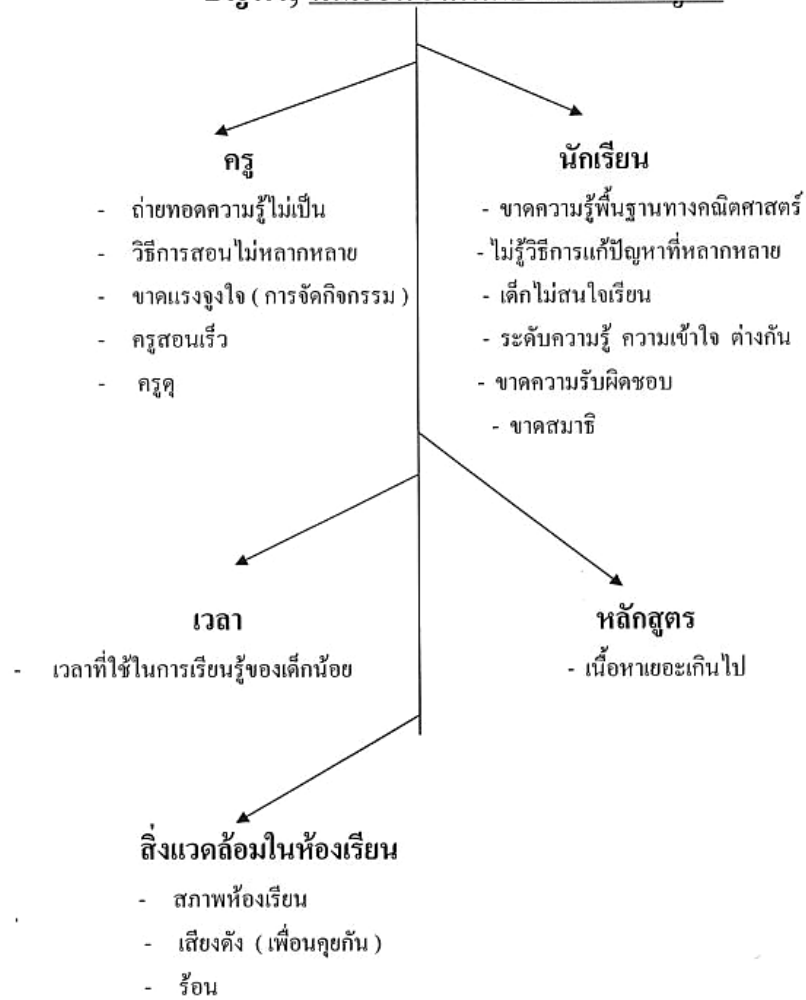 ครู
- ถ่ายทอดความรู้ไม่เป็น
- วิธีการสอนไม่หลากหลาย
- ขาดแรงจูงใจ ( การจัดกิจกรรม )
- ครูสอนเร็ว
- ครูดุ
นักเรียน
- ขาดความรู้พื้นฐานทางคณิตศาสตร์
- ไม่รู้วิธีการแก้ปัญหาที่หลากหลาย
- เด็กไม่สนใจเรียน
- ระดับความรู้ ความเข้าใจ ต่างกัน
- ขาดความรับผิดชอบ
- ขาดสมาธิ
เวลา
- เวลาที่ใช้ในการเรียนรู้ของเด็กน้อย
หลักสูตร
- เนื้อหาเยอะเกินไป
สิ่งแวดล้อมในห้องเรียน
- สภาพห้องเรียน
- เสียงดัง ( เพื่อนคุยกัน )
- ร้อน